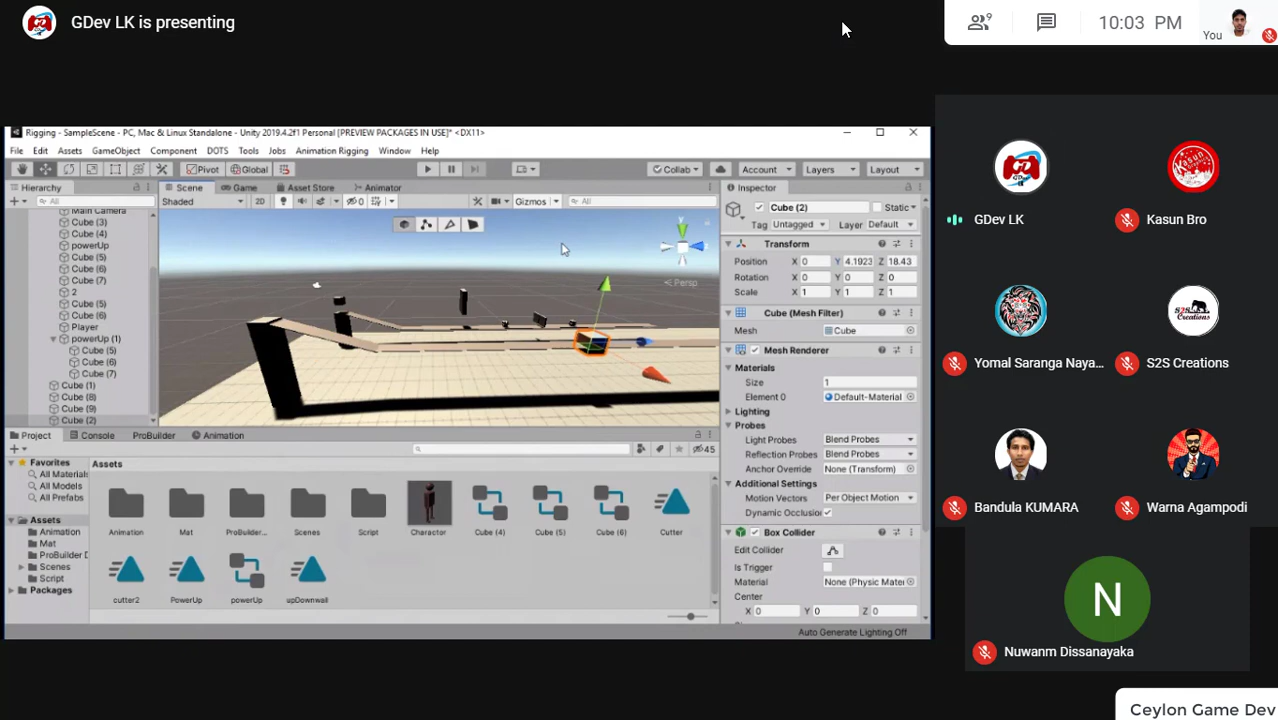 GDev LK is presenting
9
10:03 PM
You
Rigging - SampleScene - PC, Mac & Linux Standalone - Unity 2019.4.2f1 Personal [PREVIEW PACKAGES IN USE]* <DX11>
File Edit Assets GameObject Component DOTS Tools Jobs Animation Rigging Window Help
Pivot Global Collab Account Layers Layout
Hierarchy
All
Main Camera
Cube (3)
Cube (4)
powerUp
Cube (5)
Cube (6)
Cube (7)
2
Cube (5)
Cube (6)
Player
powerUp (1)
Cube (5)
Cube (6)
Cube (7)
Cube (1)
Cube (8)
Cube (9)
Cube (2)
Scene Game Asset Store Animator
Shaded 2D 0 Gizmos All
y
Persp
Inspector
Cube (2) Static
Tag Untagged Layer Default
Transform
Position X 0 Y 4.1923 Z 18.43
Rotation X 0 Y 0 Z 0
Scale X 1 Y 1 Z 1
Cube (Mesh Filter)
Mesh Cube
Mesh Renderer
Materials
Size 1
Element 0 Default-Material
Lighting
Probes
Light Probes Blend Probes
Reflection Probes Blend Probes
Anchor Override None (Transform)
Additional Settings
Motion Vectors Per Object Motion
Dynamic Occlusion
Box Collider
Edit Collider
Is Trigger
Material None (Physic Mater
Center
X 0 Y 0 Z 0
Project Console ProBuilder Animation
45
Favorites
All Materials
All Models
All Prefabs
Assets
Animation
Mat
ProBuilder D
Scenes
Script
Packages
Assets
Animation Mat ProBuilder... Scenes Script Charactor Cube (4) Cube (5) Cube (6) Cutter
cutter2 PowerUp powerUp upDownwall
Auto Generate Lighting Off
GDev LK
Kasun Bro
Yomal Saranga Naya...
S2S Creations
Bandula KUMARA
Warna Agampodi
N
Nuwanm Dissanayaka
Ceylon Game Dev